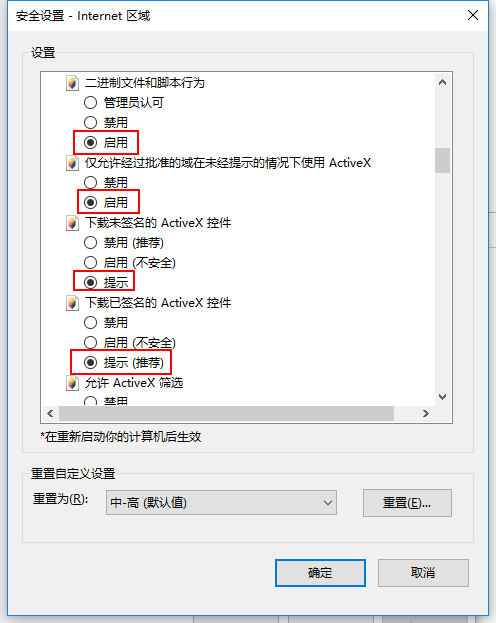 安全设置 - Internet 区域
设置
二进制文件和脚本行为
管理员认可
禁用
启用
仅允许经过批准的域在未经提示的情况下使用 ActiveX
禁用
启用
下载未签名的 ActiveX 控件
禁用 (推荐)
启用 (不安全)
提示
下载已签名的 ActiveX 控件
禁用
启用 (不安全)
提示 (推荐)
允许 ActiveX 筛选
禁用
*在重新启动你的计算机后生效
重置自定义设置
重置为(R):
中-高 (默认值)
重置(E)...
确定
取消